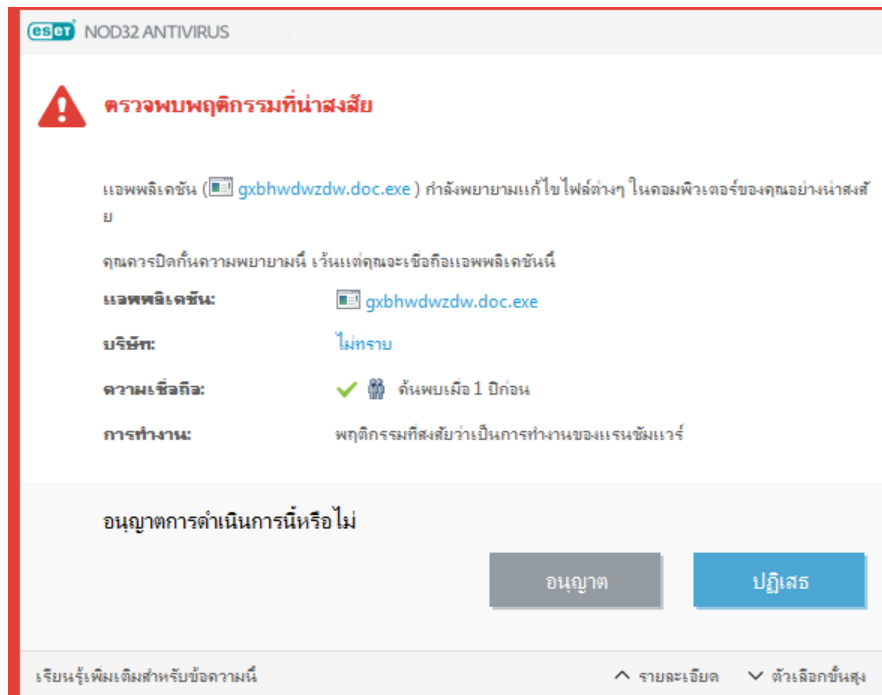 eset NOD32 ANTIVIRUS
ตรวจพบพฤติกรรมที่น่าสงสัย
แอพพลิเคชัน ( gxbhwdwzdw.doc.exe ) กำลังพยายามแก้ไขไฟล์ต่างๆ ในคอมพิวเตอร์ของคุณอย่างน่าสงสั
ย
คุณควรปิดกั้นความพยายามนี้ เว้นแต่คุณจะเชื่อถือแอพพลิเคชันนี้
แอพพลิเคชัน: gxbhwdwzdw.doc.exe
บริษัท: ไม่ทราบ
ความเชื่อถือ: ค้นพบเมื่อ 1 ปีก่อน
การทำงาน: พฤติกรรมที่สงสัยว่าเป็นการทำงานของแรนซัมแวร์
อนุญาตการดำเนินการนี้หรือไม่
อนุญาต ปฏิเสธ
เรียนรู้เพิ่มเติมสำหรับข้อความนี้ รายละเอียด ตัวเลือกขั้นสูง